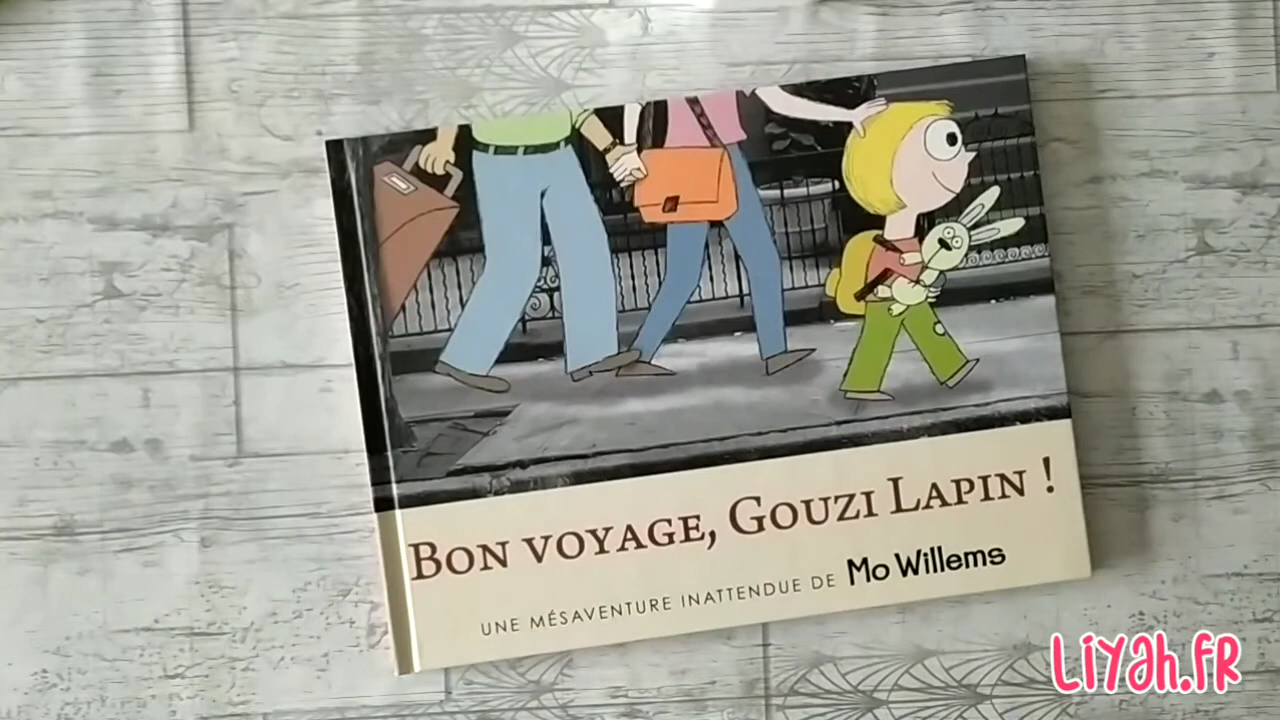 Bon voyage, Gouzi Lapin !
une mésaventure inattendue de Mo Willems
Liyah.FR